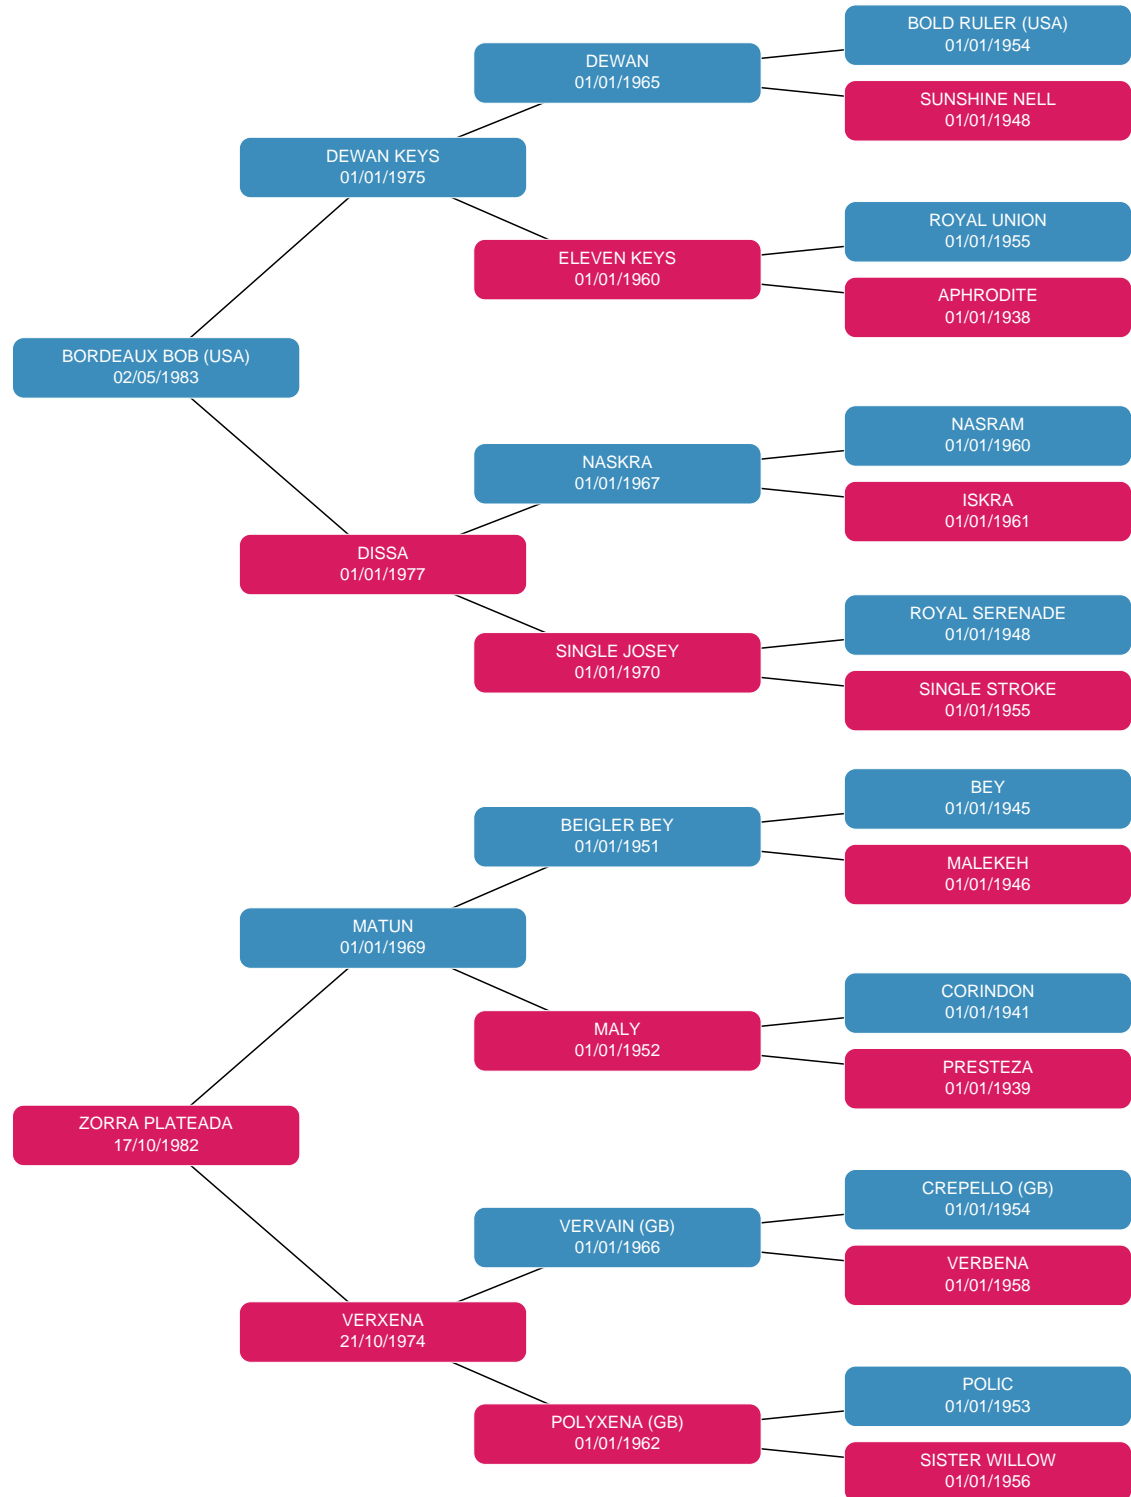 BOLD RULER (USA)
01/01/1954
DEWAN
01/01/1965
SUNSHINE NELL
01/01/1948
DEWAN KEYS
01/01/1975
ROYAL UNION
01/01/1955
ELEVEN KEYS
01/01/1960
APHRODITE
01/01/1938
BORDEAUX BOB (USA)
02/05/1983
NASRAM
01/01/1960
NASKRA
01/01/1967
ISKRA
01/01/1961
DISSA
01/01/1977
ROYAL SERENADE
01/01/1948
SINGLE JOSEY
01/01/1970
SINGLE STROKE
01/01/1955
BEY
01/01/1945
BEIGLER BEY
01/01/1951
MALEKEH
01/01/1946
MATUN
01/01/1969
CORINDON
01/01/1941
MALY
01/01/1952
PRESTEZA
01/01/1939
ZORRA PLATEADA
17/10/1982
CREPELLO (GB)
01/01/1954
VERVAIN (GB)
01/01/1966
VERBENA
01/01/1958
VERXENA
21/10/1974
POLIC
01/01/1953
POLYXENA (GB)
01/01/1962
SISTER WILLOW
01/01/1956